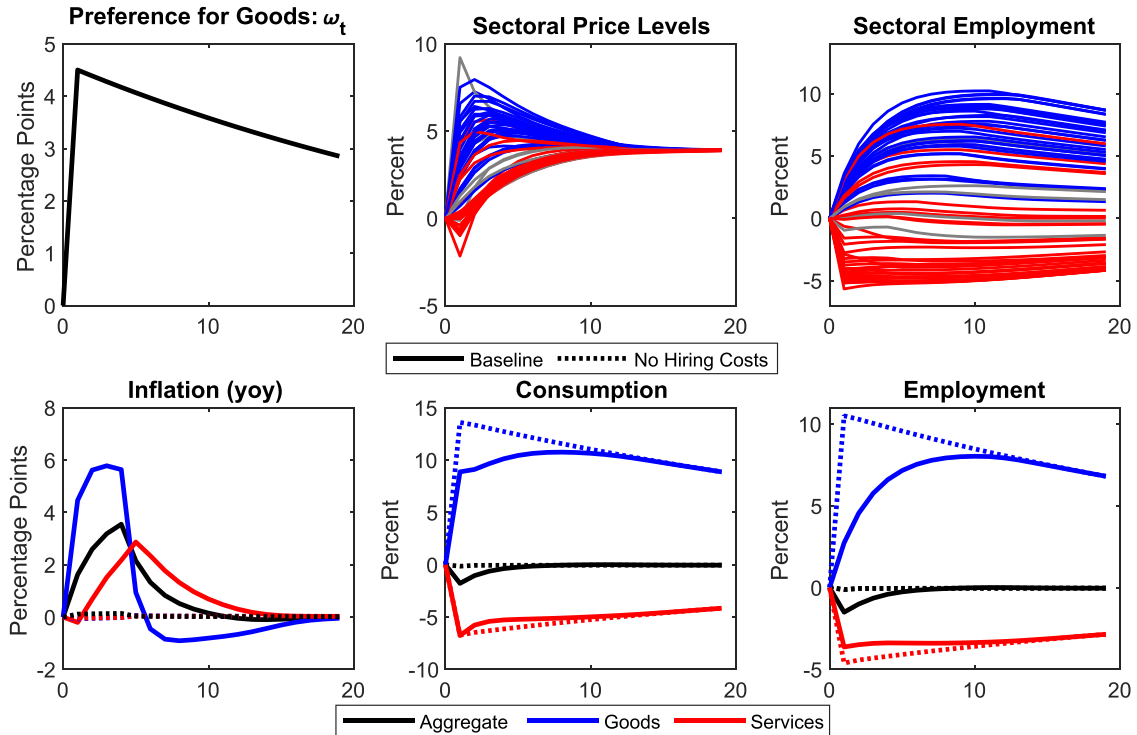 Preference for Goods: ωt
Sectoral Price Levels
Sectoral Employment
Percentage Points
5
4
3
2
1
0
0
10
20
Percent
10
5
0
-5
0
10
20
Percent
10
5
0
-5
0
10
20
Baseline
No Hiring Costs
Inflation (yoy)
Consumption
Employment
Percentage Points
8
6
4
2
0
-2
0
10
20
Percent
15
10
5
0
-5
-10
0
10
20
Percent
10
5
0
-5
0
10
20
Aggregate
Goods
Services